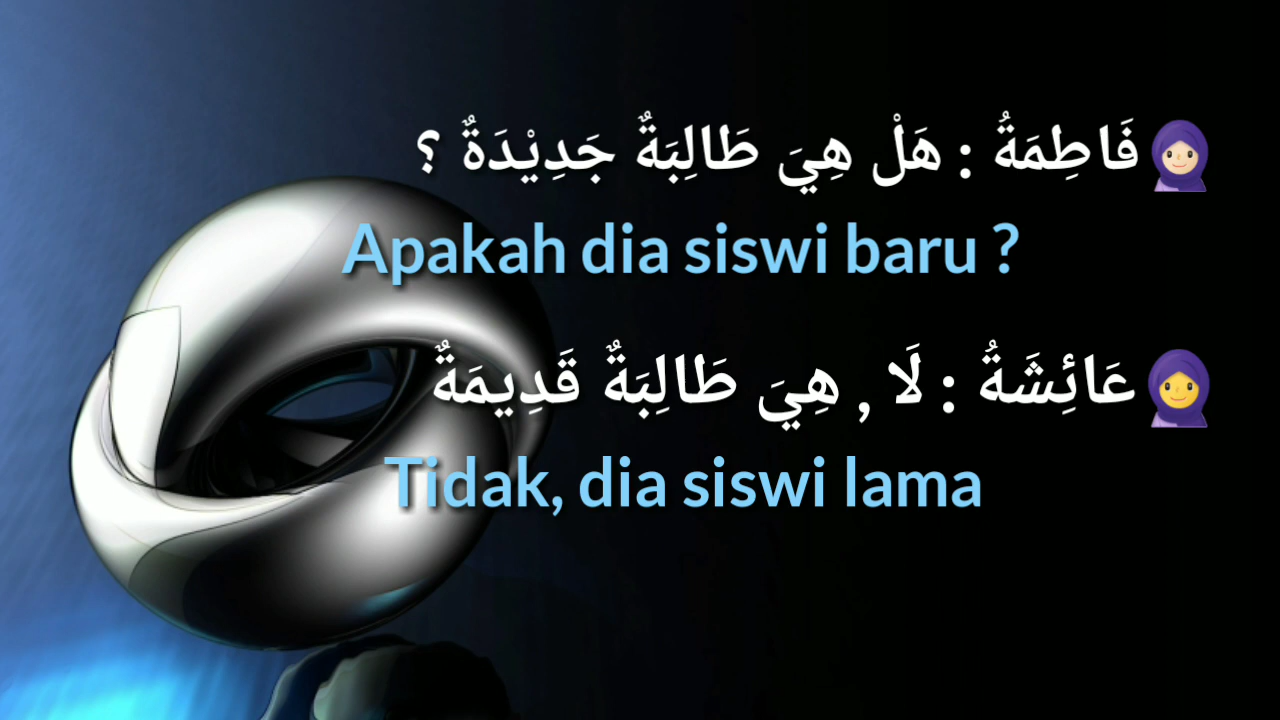 فَاطِمَةُ : هَلْ هِيَ طَالِبَةٌ جَدِيْدَةٌ ؟
Apakah dia siswi baru ?
عَائِشَةُ : لَا , هِيَ طَالِبَةٌ قَدِيمَةٌ
Tidak, dia siswi lama